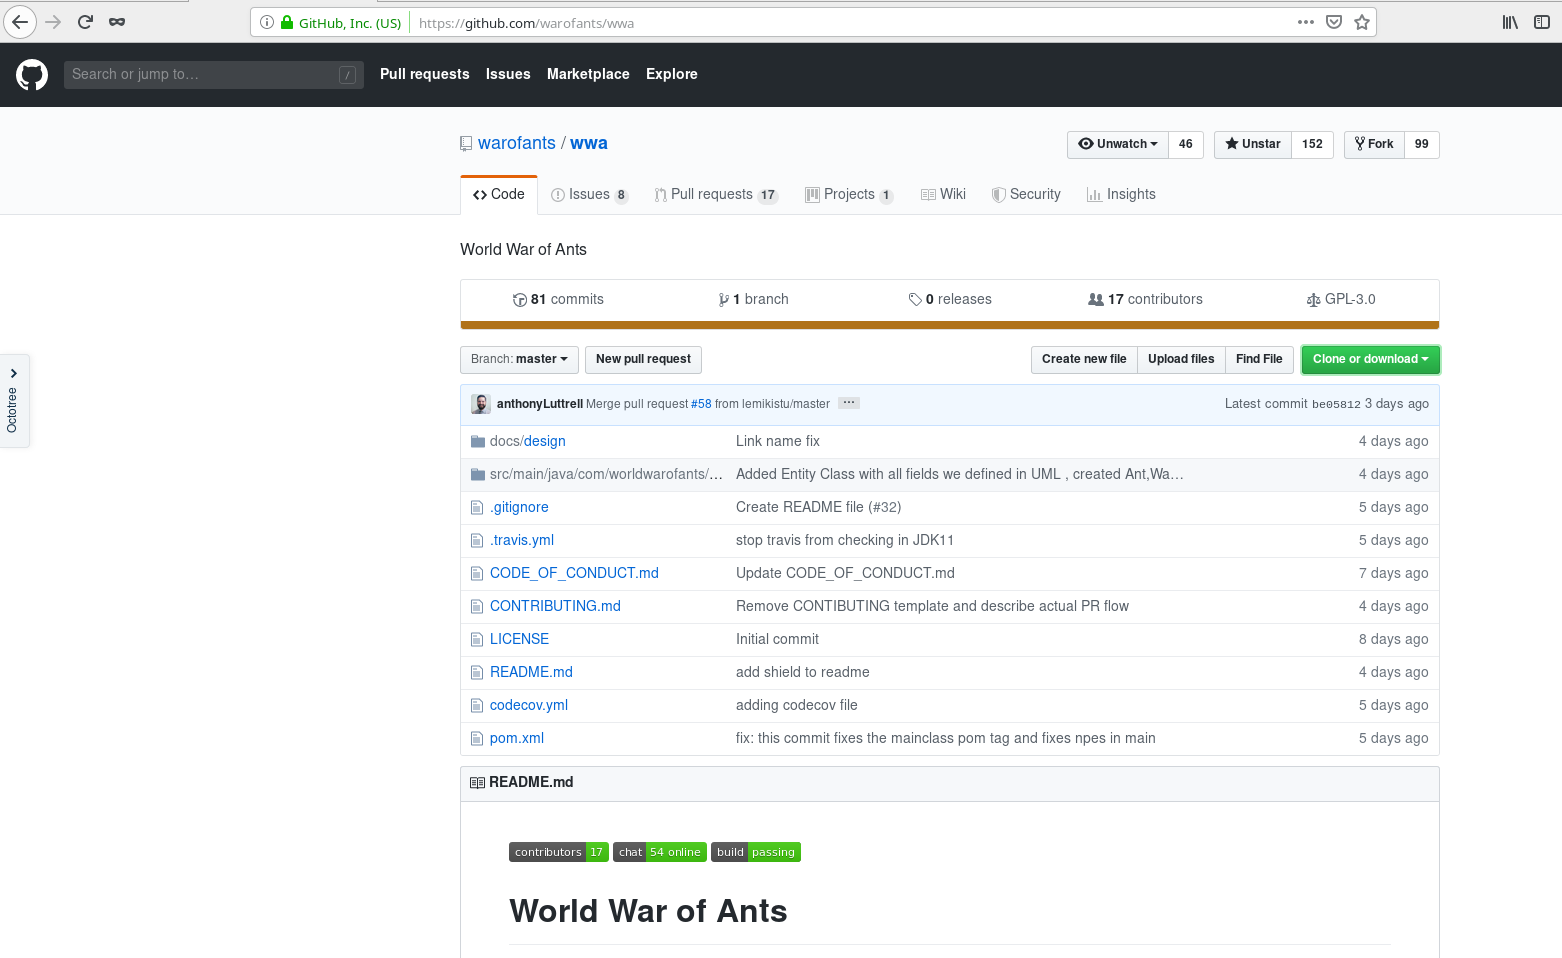 GitHub, Inc. (US) https://github.com/warofants/wwa
Search or jump to… / Pull requests Issues Marketplace Explore
warofants / wwa Unwatch 46 Unstar 152 Fork 99
Code Issues 8 Pull requests 17 Projects 1 Wiki Security Insights
World War of Ants
81 commits 1 branch 0 releases 17 contributors GPL-3.0
Branch: master New pull request Create new file Upload files Find File Clone or download
Octotree
anthonyLuttrell Merge pull request #58 from lemikistu/master … Latest commit be05812 3 days ago
docs/design Link name fix 4 days ago
src/main/java/com/worldwarofants/… Added Entity Class with all fields we defined in UML , created Ant,Wa… 4 days ago
.gitignore Create README file (#32) 5 days ago
.travis.yml stop travis from checking in JDK11 5 days ago
CODE_OF_CONDUCT.md Update CODE_OF_CONDUCT.md 7 days ago
CONTRIBUTING.md Remove CONTIBUTING template and describe actual PR flow 4 days ago
LICENSE Initial commit 8 days ago
README.md add shield to readme 4 days ago
codecov.yml adding codecov file 5 days ago
pom.xml fix: this commit fixes the mainclass pom tag and fixes npes in main 5 days ago
README.md
contributors 17 chat 54 online build passing
World War of Ants